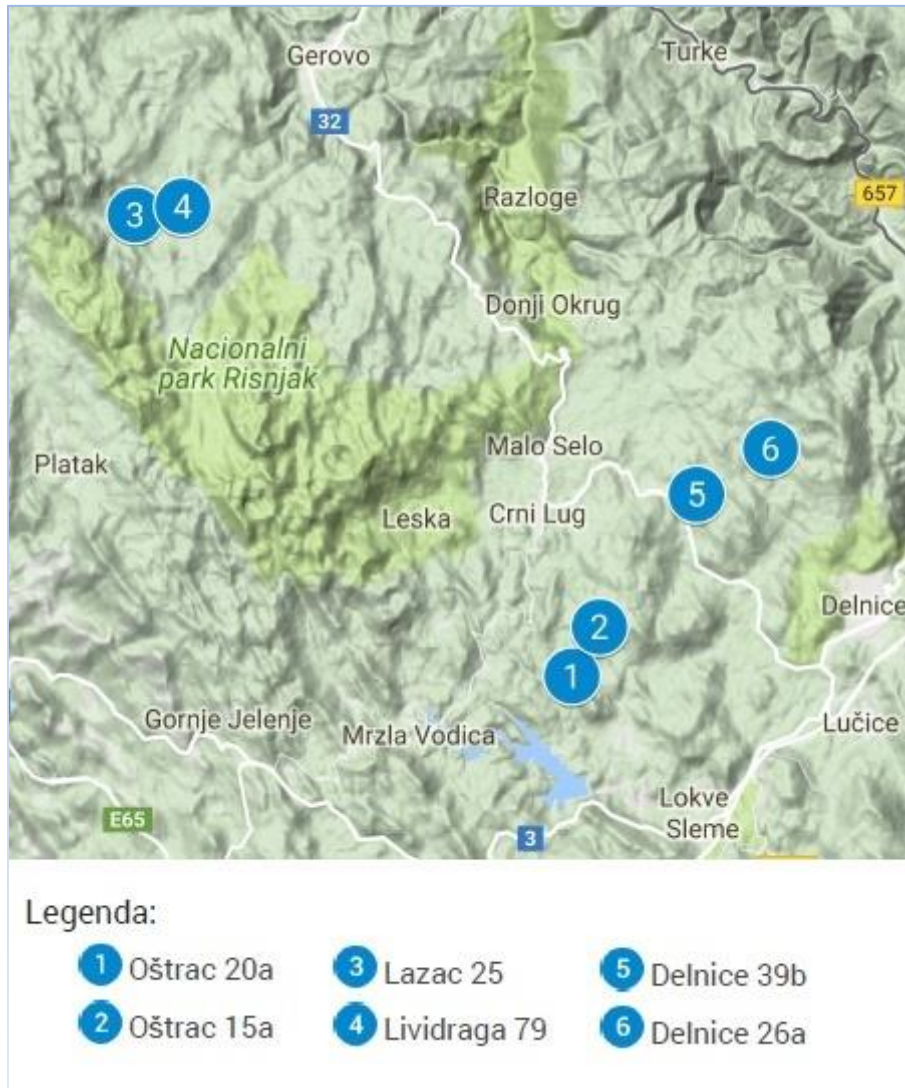 Gerovo
Turke
32
657
3
4
Razloge
Donji Okrug
Nacionalni
park Risnjak
Malo Selo
6
Platak
5
Leska
Crni Lug
Delnice
2
1
Gornje Jelenje
Mrzla Vodica
Lučice
Lokve
E65
3
Sleme
Legenda:
1 Oštrac 20a
2 Oštrac 15a
3 Lazac 25
4 Lividraga 79
5 Delnice 39b
6 Delnice 26a